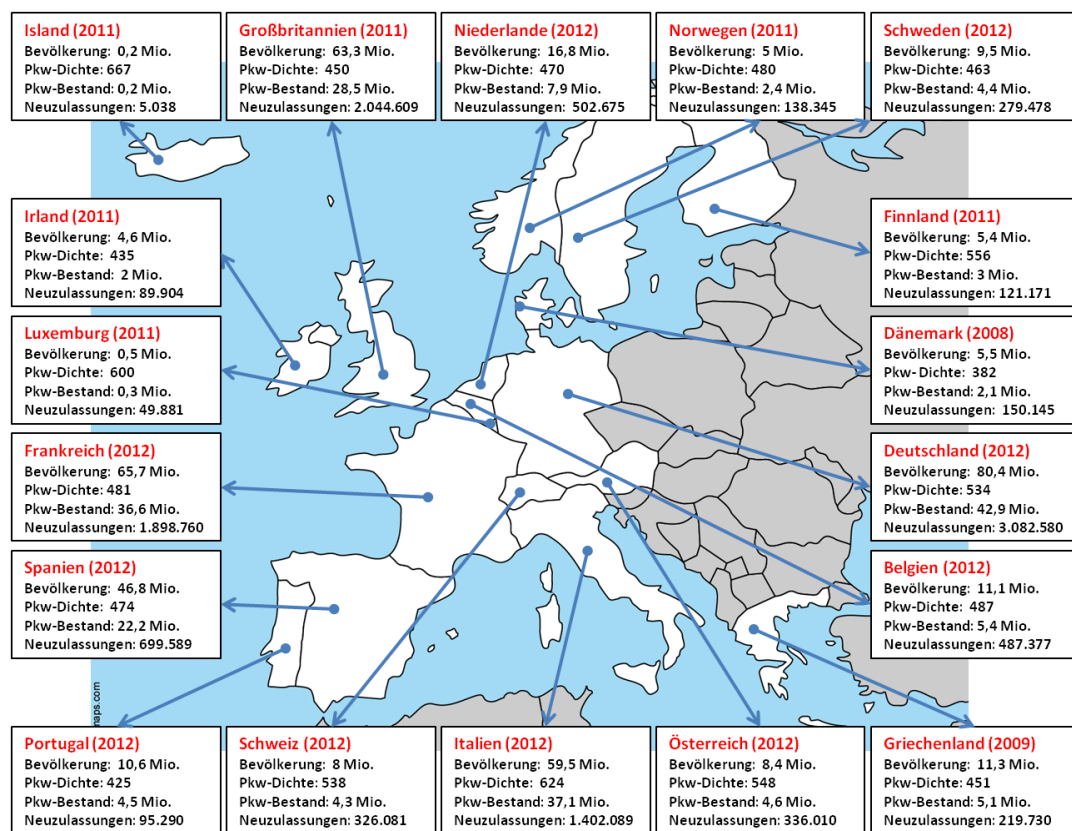 Island (2011)
Bevölkerung: 0,2 Mio.
Pkw-Dichte: 667
Pkw-Bestand: 0,2 Mio.
Neuzulassungen: 5.038
Großbritannien (2011)
Bevölkerung: 63,3 Mio.
Pkw-Dichte: 450
Pkw-Bestand: 28,5 Mio.
Neuzulassungen: 2.044.609
Niederlande (2012)
Bevölkerung: 16,8 Mio.
Pkw-Dichte: 470
Pkw-Bestand: 7,9 Mio.
Neuzulassungen: 502.675
Norwegen (2011)
Bevölkerung: 5 Mio.
Pkw-Dichte: 480
Pkw-Bestand: 2,4 Mio.
Neuzulassungen: 138.345
Schweden (2012)
Bevölkerung: 9,5 Mio.
Pkw-Dichte: 463
Pkw-Bestand: 4,4 Mio.
Neuzulassungen: 279.478
Irland (2011)
Bevölkerung: 4,6 Mio.
Pkw-Dichte: 435
Pkw-Bestand: 2 Mio.
Neuzulassungen: 89.904
Finnland (2011)
Bevölkerung: 5,4 Mio.
Pkw-Dichte: 556
Pkw-Bestand: 3 Mio.
Neuzulassungen: 121.171
Luxemburg (2011)
Bevölkerung: 0,5 Mio.
Pkw-Dichte: 600
Pkw-Bestand: 0,3 Mio.
Neuzulassungen: 49.881
Dänemark (2008)
Bevölkerung: 5,5 Mio.
Pkw- Dichte: 382
Pkw-Bestand: 2,1 Mio.
Neuzulassungen: 150.145
Frankreich (2012)
Bevölkerung: 65,7 Mio.
Pkw-Dichte: 481
Pkw-Bestand: 36,6 Mio.
Neuzulassungen: 1.898.760
Deutschland (2012)
Bevölkerung: 80,4 Mio.
Pkw-Dichte: 534
Pkw-Bestand: 42,9 Mio.
Neuzulassungen: 3.082.580
Spanien (2012)
Bevölkerung: 46,8 Mio.
Pkw-Dichte: 474
Pkw-Bestand: 22,2 Mio.
Neuzulassungen: 699.589
Belgien (2012)
Bevölkerung: 11,1 Mio.
Pkw-Dichte: 487
Pkw-Bestand: 5,4 Mio.
Neuzulassungen: 487.377
maps.com
Portugal (2012)
Bevölkerung: 10,6 Mio.
Pkw-Dichte: 425
Pkw-Bestand: 4,5 Mio.
Neuzulassungen: 95.290
Schweiz (2012)
Bevölkerung: 8 Mio.
Pkw-Dichte: 538
Pkw-Bestand: 4,3 Mio.
Neuzulassungen: 326.081
Italien (2012)
Bevölkerung: 59,5 Mio.
Pkw-Dichte: 624
Pkw-Bestand: 37,1 Mio.
Neuzulassungen: 1.402.089
Österreich (2012)
Bevölkerung: 8,4 Mio.
Pkw-Dichte: 548
Pkw-Bestand: 4,6 Mio.
Neuzulassungen: 336.010
Griechenland (2009)
Bevölkerung: 11,3 Mio.
Pkw-Dichte: 451
Pkw-Bestand: 5,1 Mio.
Neuzulassungen: 219.730